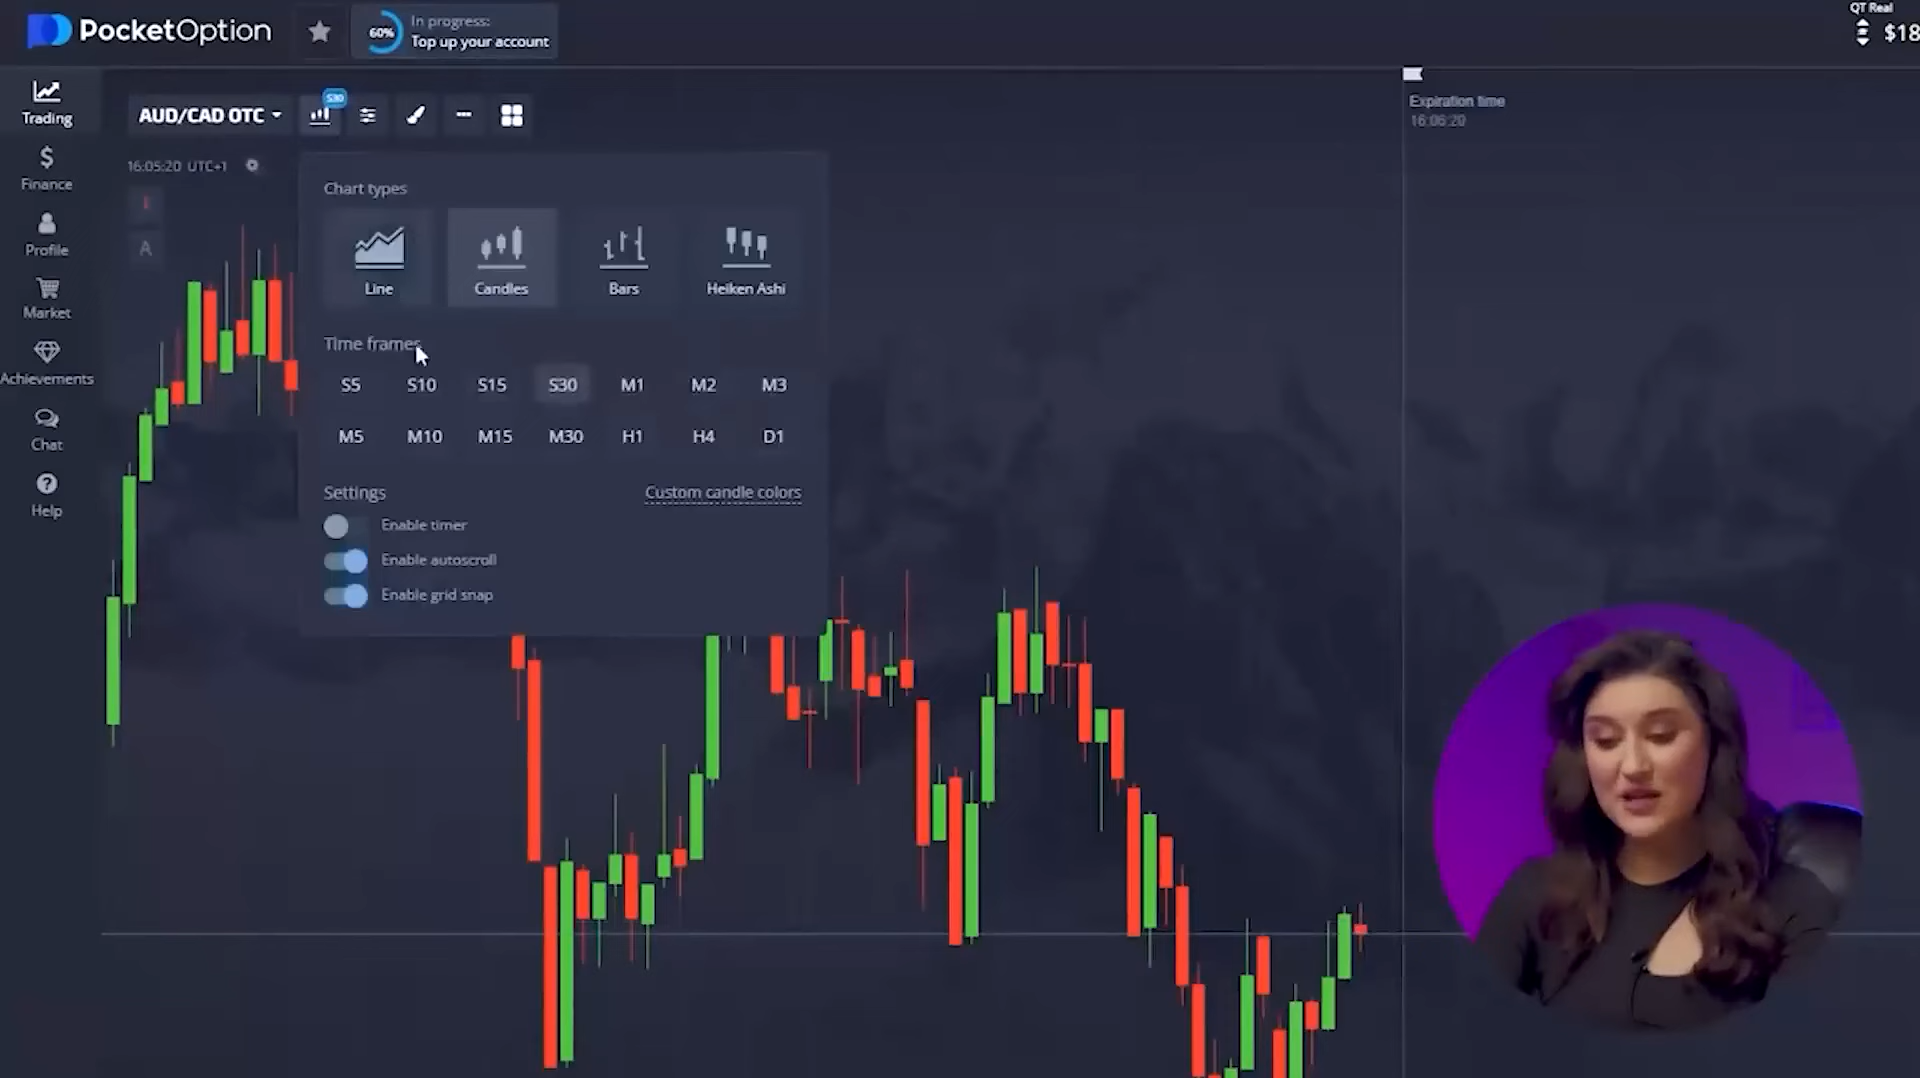 PocketOption
60%
In progress:
Top up your account
QT Real
$18
Trading
AUD/CAD OTC
S30
Expiration time
16:06:20
16:05:20 UTC+1
Finance
Profile
Market
Achievements
Chat
Help
A
Chart types
Line
Candles
Bars
Heiken Ashi
Time frames
S5 S10 S15 S30 M1 M2 M3
M5 M10 M15 M30 H1 H4 D1
Settings
Custom candle colors
Enable timer
Enable autoscroll
Enable grid snap